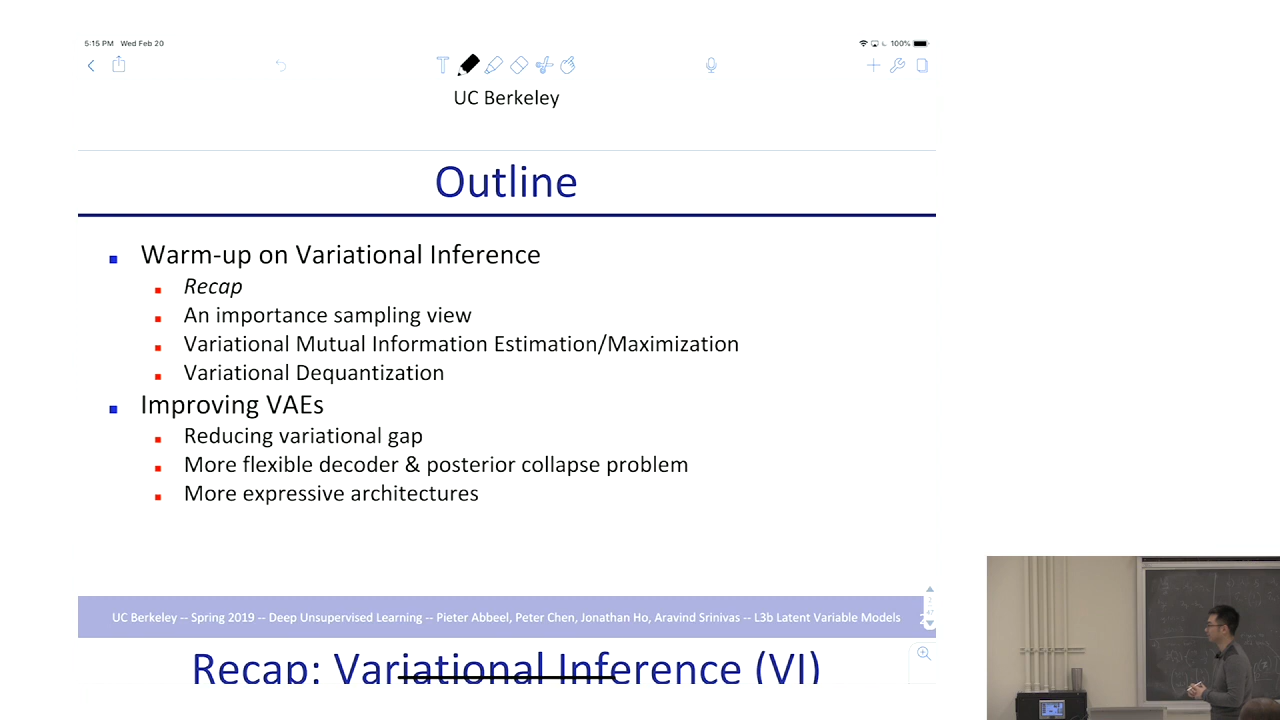 5:15 PM Wed Feb 20
100%
T
UC Berkeley
Outline
Warm-up on Variational Inference
Recap
An importance sampling view
Variational Mutual Information Estimation/Maximization
Variational Dequantization
Improving VAEs
Reducing variational gap
More flexible decoder & posterior collapse problem
More expressive architectures
UC Berkeley -- Spring 2019 -- Deep Unsupervised Learning -- Pieter Abbeel, Peter Chen, Jonathan Ho, Aravind Srinivas -- L3b Latent Variable Models
Recap: Variational Inference (VI)